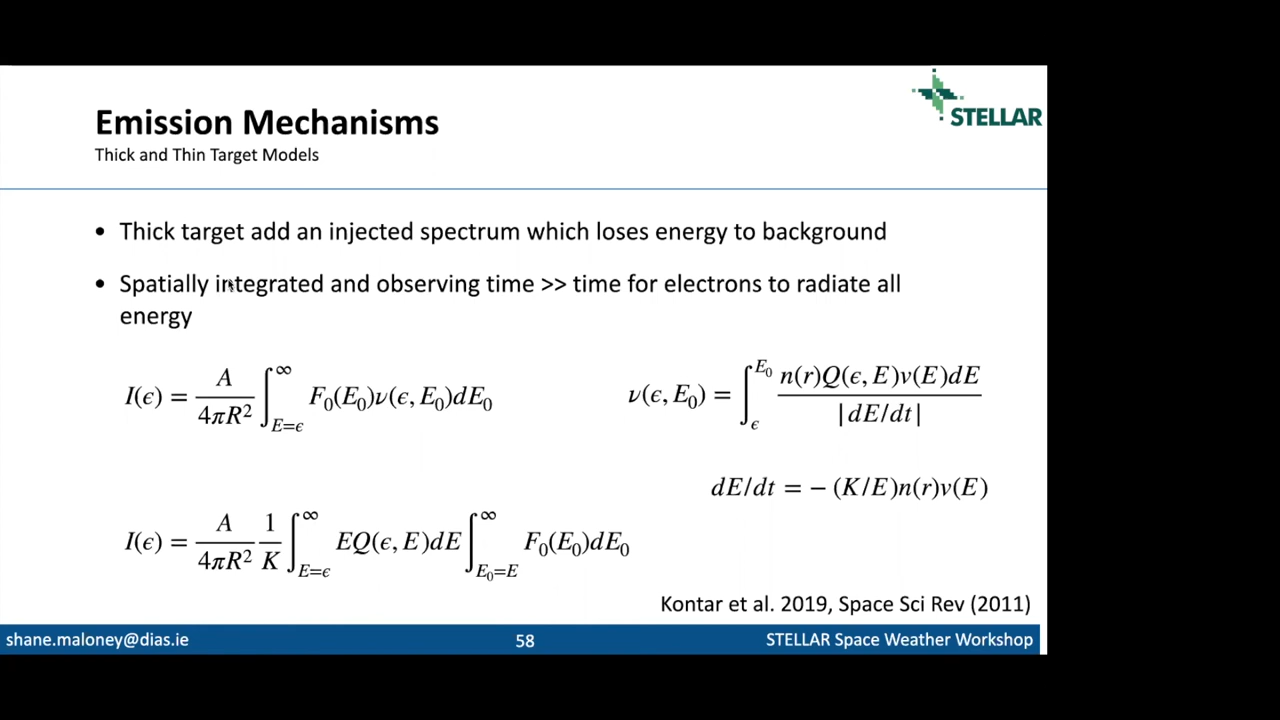 STELLAR
Emission Mechanisms
Thick and Thin Target Models
• Thick target add an injected spectrum which loses energy to background
• Spatially integrated and observing time >> time for electrons to radiate all
energy
I(ϵ) = A/4πR² ∫_{E=ϵ}^{∞} F₀(E₀)ν(ϵ, E₀)dE₀
ν(ϵ, E₀) = ∫_{ϵ}^{E₀} n(r)Q(ϵ, E)v(E)dE / |dE/dt|
dE/dt = − (K/E)n(r)v(E)
I(ϵ) = A/4πR² 1/K ∫_{E=ϵ}^{∞} EQ(ϵ, E)dE ∫_{E₀=E}^{∞} F₀(E₀)dE₀
Kontar et al. 2019, Space Sci Rev (2011)
shane.maloney@dias.ie
58
STELLAR Space Weather Workshop